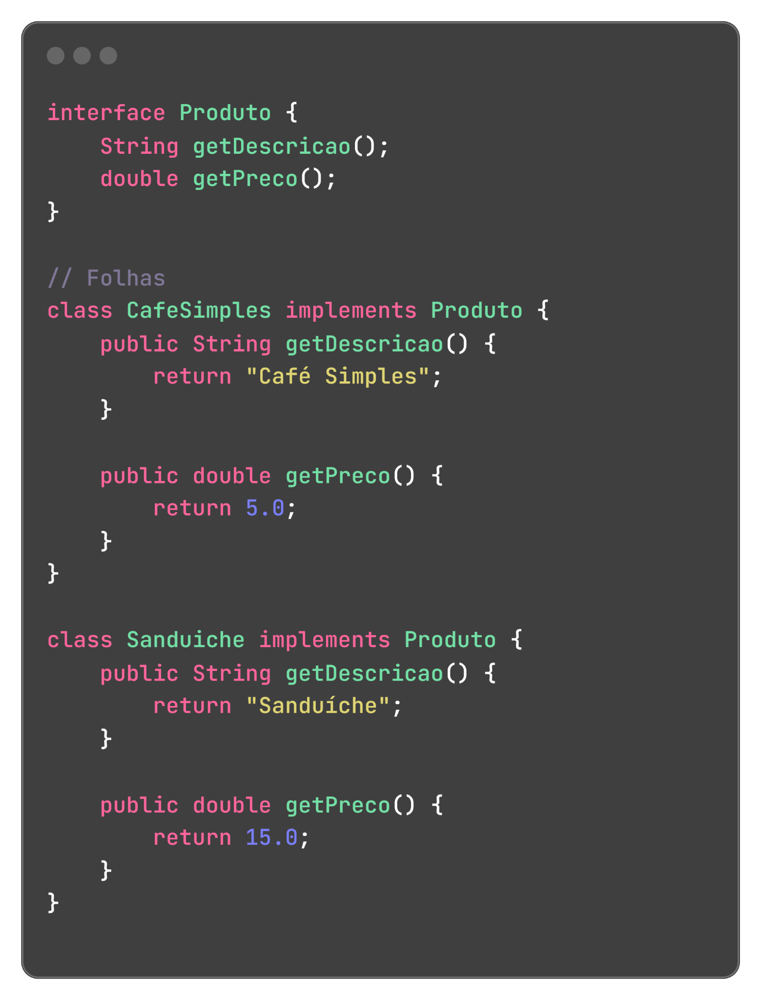 interface Produto {
    String getDescricao();
    double getPreco();
}

// Folhas
class CafeSimples implements Produto {
    public String getDescricao() {
        return "Café Simples";
    }

    public double getPreco() {
        return 5.0;
    }
}

class Sanduiche implements Produto {
    public String getDescricao() {
        return "Sanduíche";
    }

    public double getPreco() {
        return 15.0;
    }
}